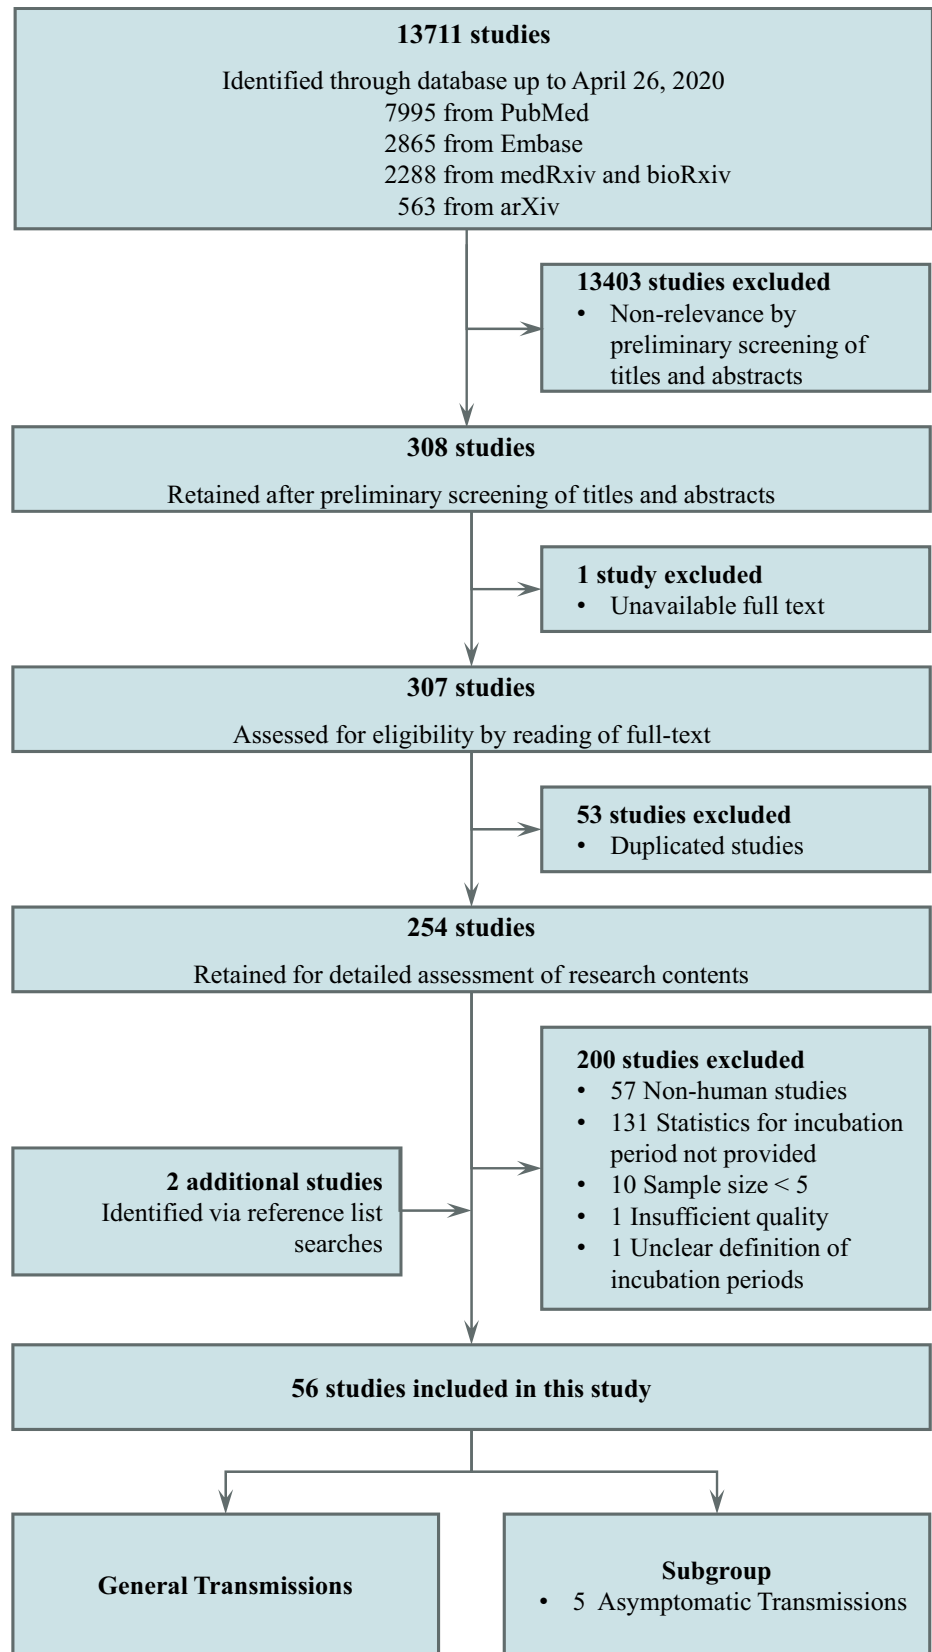 13711 studies
Identified through database up to April 26, 2020
7995 from PubMed
2865 from Embase
2288 from medRxiv and bioRxiv
563 from arXiv
13403 studies excluded
• Non-relevance by
preliminary screening of
titles and abstracts
308 studies
Retained after preliminary screening of titles and abstracts
1 study excluded
• Unavailable full text
307 studies
Assessed for eligibility by reading of full-text
53 studies excluded
• Duplicated studies
254 studies
Retained for detailed assessment of research contents
200 studies excluded
• 57 Non-human studies
• 131 Statistics for incubation
period not provided
• 10 Sample size < 5
• 1 Insufficient quality
• 1 Unclear definition of
incubation periods
2 additional studies
Identified via reference list
searches
56 studies included in this study
General Transmissions
Subgroup
• 5 Asymptomatic Transmissions